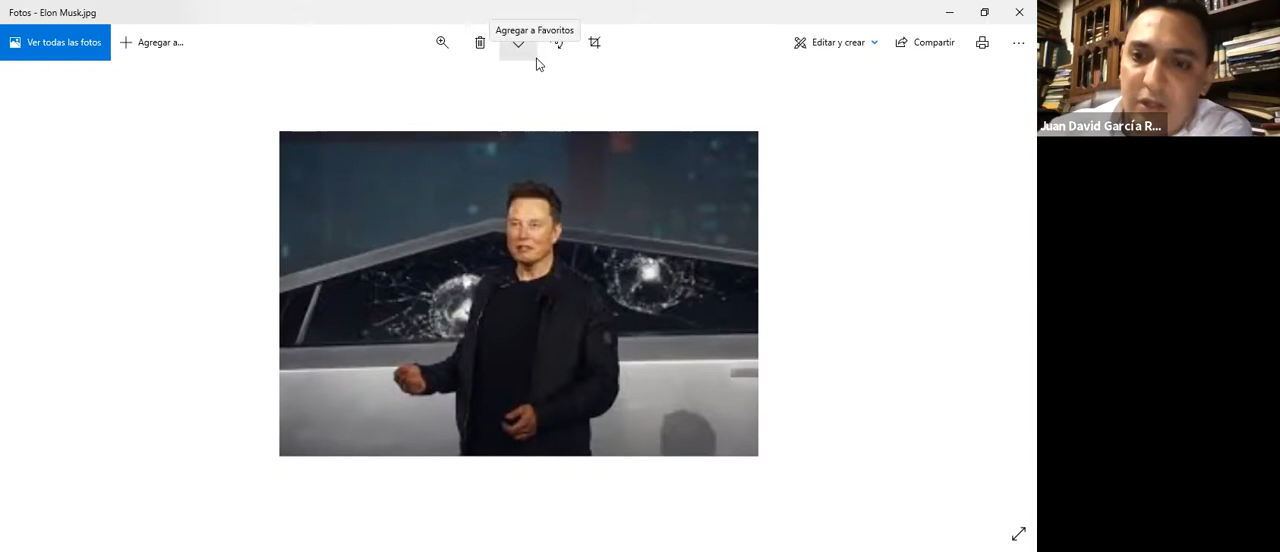 Fotos - Elon Musk.jpg
Agregar a Favoritos
Ver todas las fotos
Agregar a...
Editar y crear
Compartir
Juan David García R...